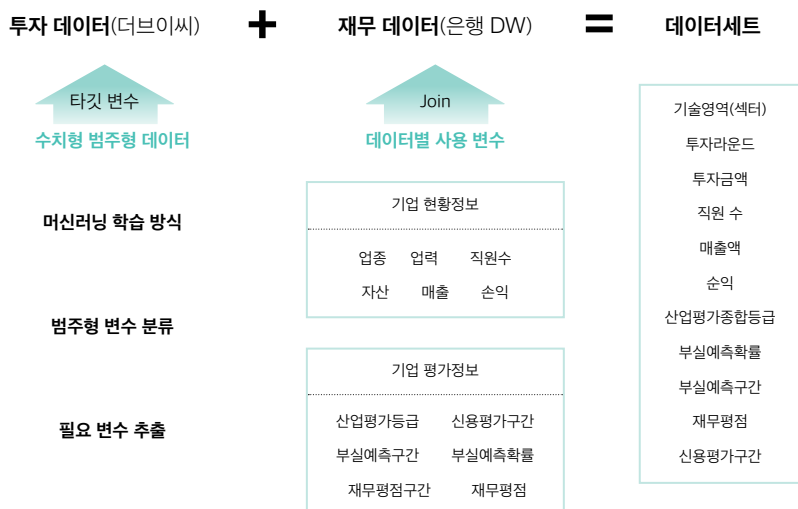 투자 데이터(더브이씨) + 재무 데이터(은행 DW) = 데이터세트
타깃 변수
수치형 범주형 데이터
머신러닝 학습 방식
범주형 변수 분류
필요 변수 추출
Join
데이터별 사용 변수
기업 현황정보
업종 업력 직원수
자산 매출 손익
기업 평가정보
산업평가등급 신용평가구간
부실예측구간 부실예측확률
재무평점구간 재무평점
기술영역(섹터)
투자라운드
투자금액
직원 수
매출액
순익
산업평가종합등급
부실예측확률
부실예측구간
재무평점
신용평가구간